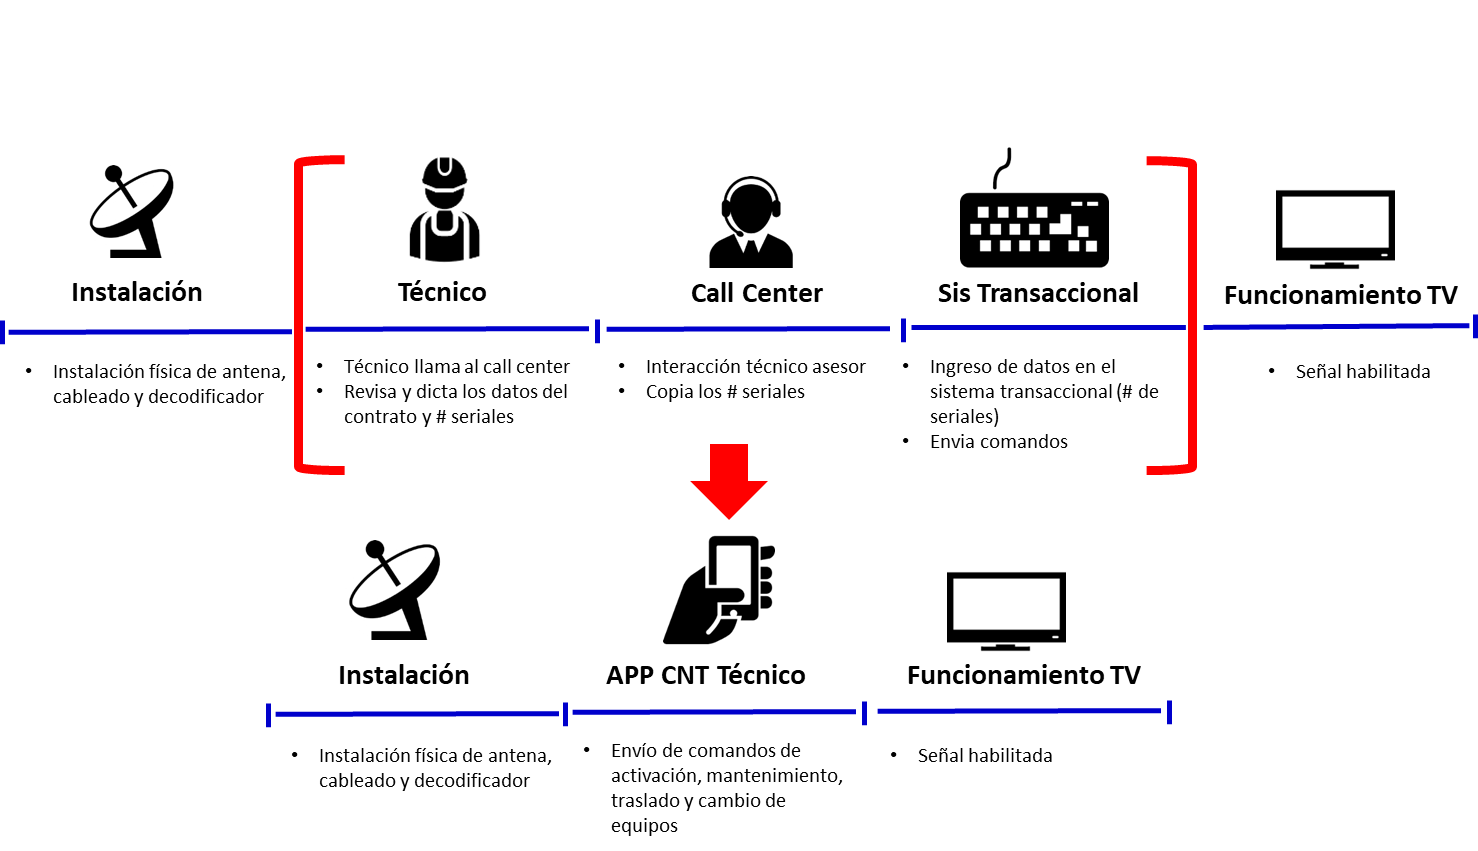 Instalación
Técnico
Call Center
Sis Transaccional
Funcionamiento TV
• Instalación física de antena,
cableado y decodificador
• Técnico llama al call center
• Revisa y dicta los datos del
contrato y # seriales
• Interacción técnico asesor
• Copia los # seriales
• Ingreso de datos en el
sistema transaccional (# de
seriales)
• Envia comandos
• Señal habilitada
Instalación
APP CNT Técnico
Funcionamiento TV
• Instalación física de antena,
cableado y decodificador
• Envío de comandos de
activación, mantenimiento,
traslado y cambio de
equipos
• Señal habilitada